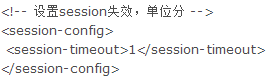 <!-- 设置session失效，单位分 -->
<session-config>
<session-timeout>1</session-timeout>
</session-config>